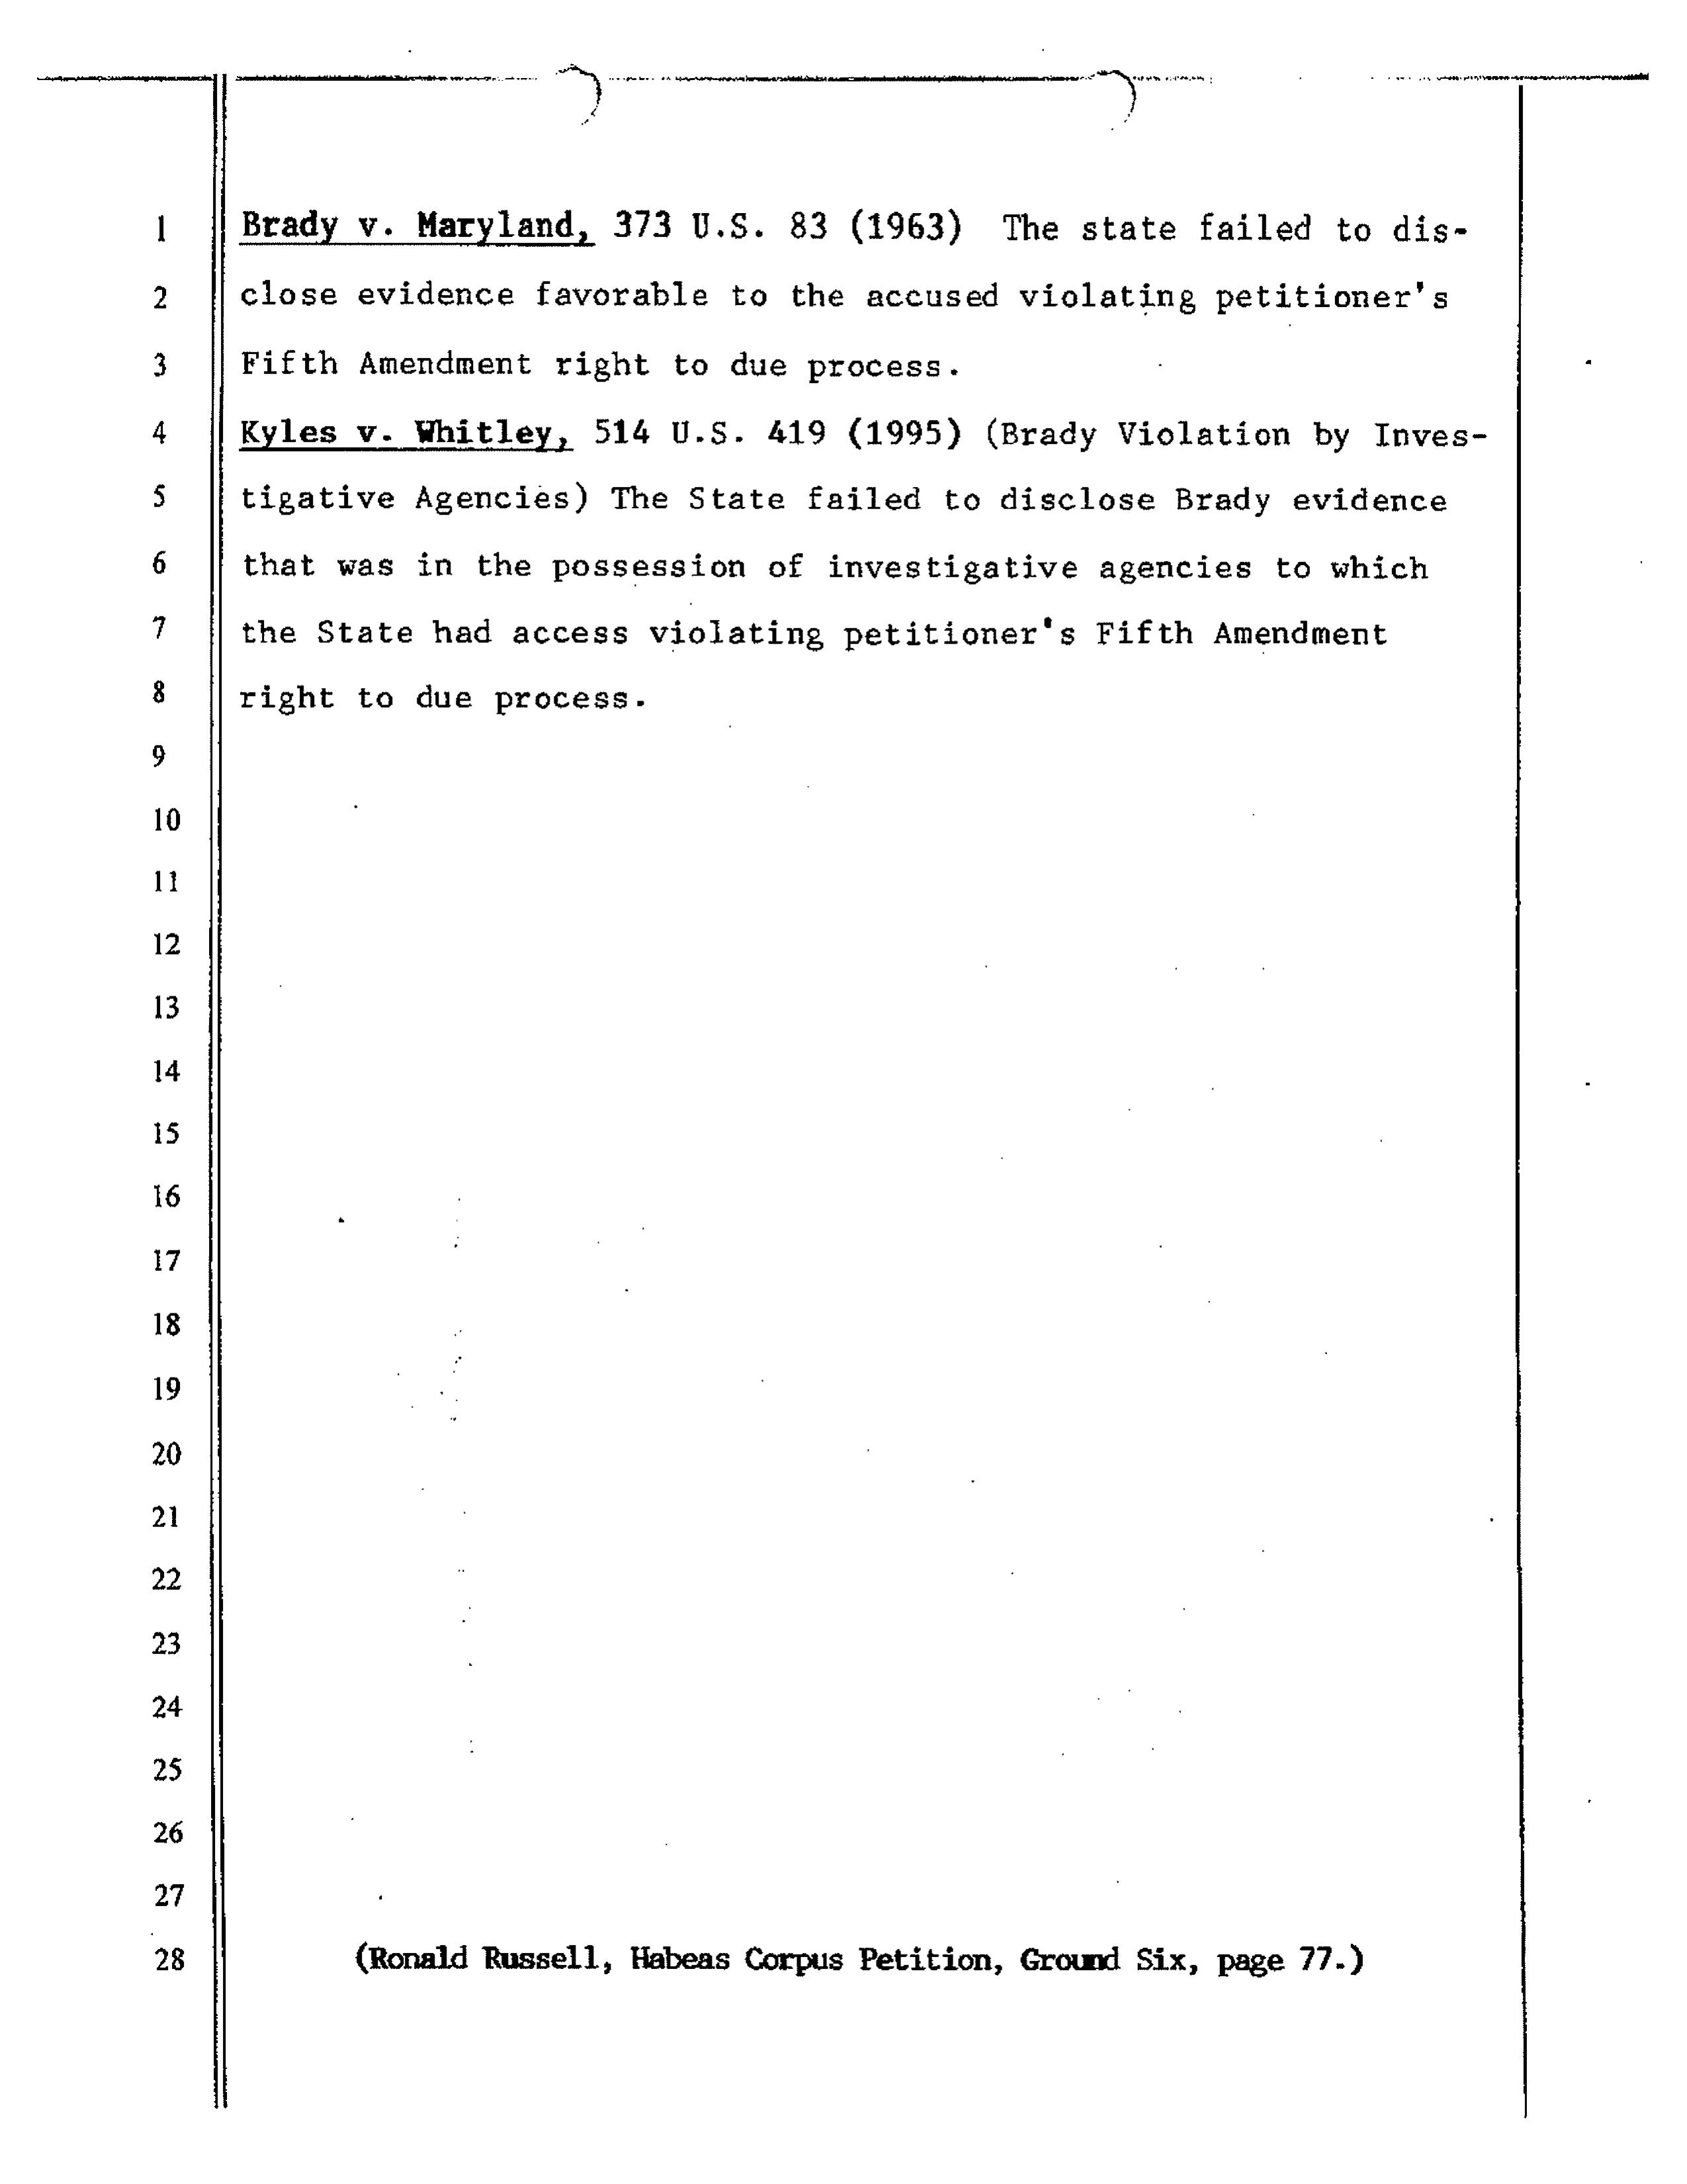 1 Brady v. Maryland, 373 U.S. 83 (1963) The state failed to dis-
2 close evidence favorable to the accused violating petitioner's
3 Fifth Amendment right to due process.
4 Kyles v. Whitley, 514 U.S. 419 (1995) (Brady Violation by Inves-
5 tigative Agencies) The State failed to disclose Brady evidence
6 that was in the possession of investigative agencies to which
7 the State had access violating petitioner's Fifth Amendment
8 right to due process.
9
10
11
12
13
14
15
16
17
18
19
20
21
22
23
24
25
26
27
28 (Ronald Russell, Habeas Corpus Petition, Ground Six, page 77.)